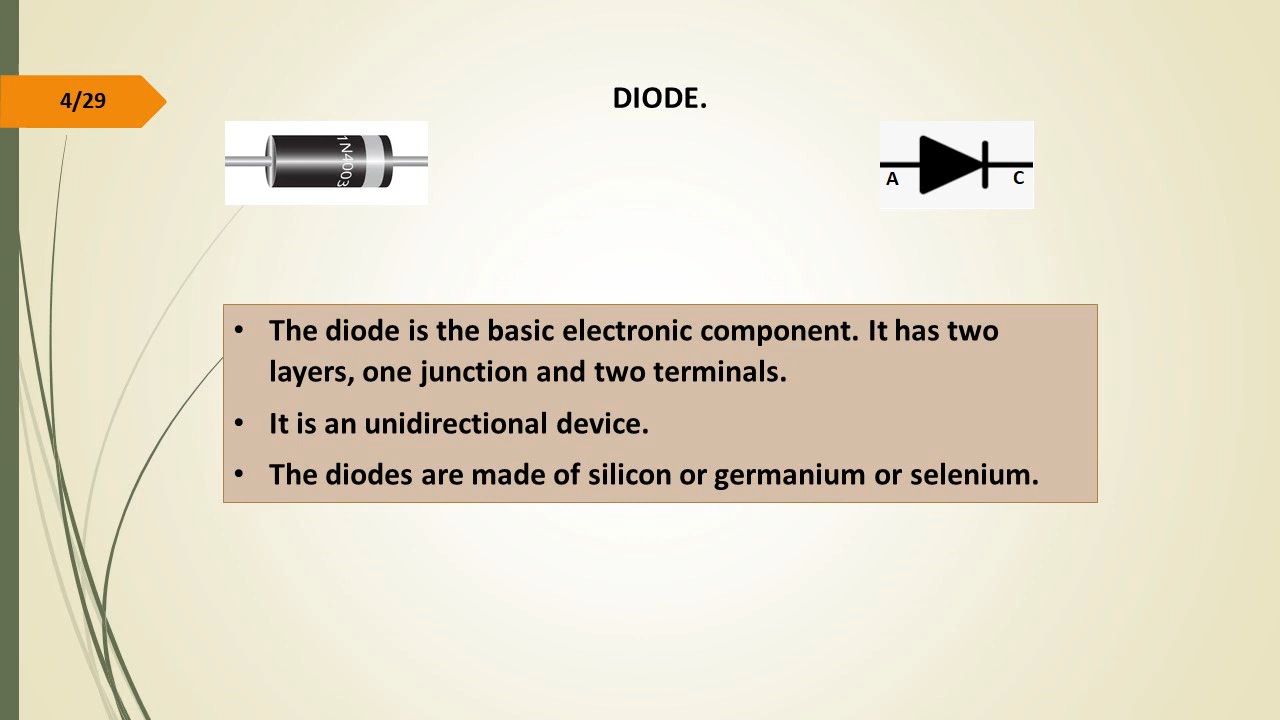 4/29
DIODE.
1N4003
A
C
• The diode is the basic electronic component. It has two
layers, one junction and two terminals.
• It is an unidirectional device.
• The diodes are made of silicon or germanium or selenium.